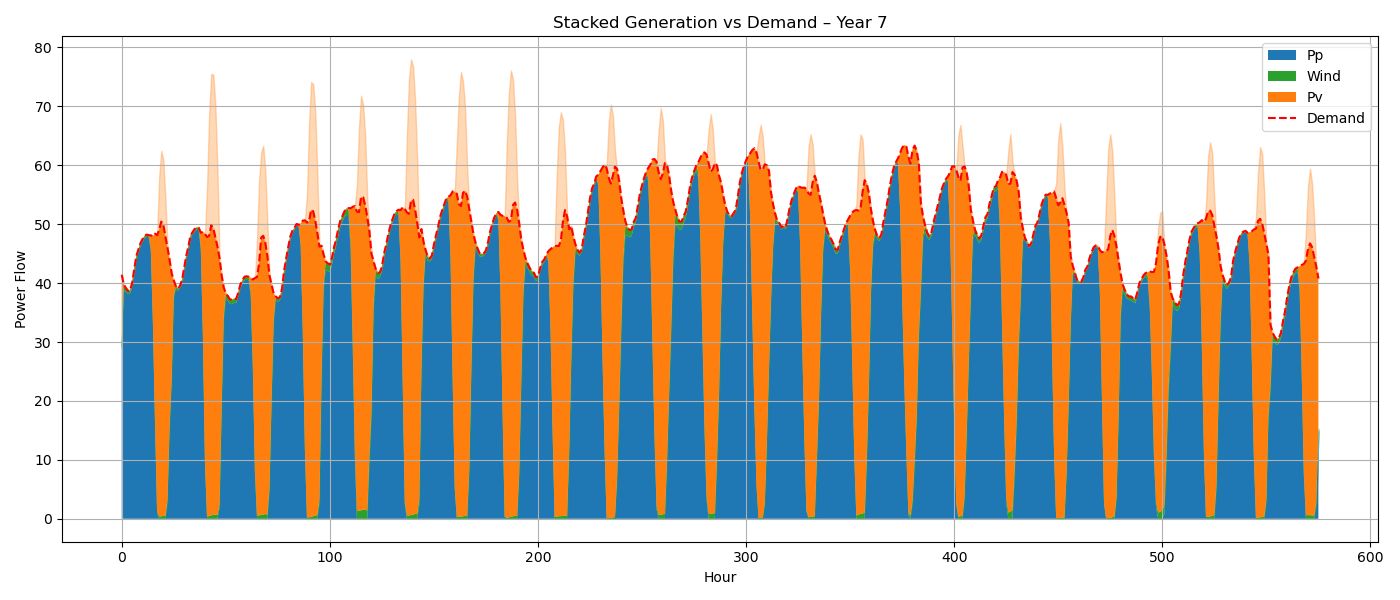 Stacked Generation vs Demand – Year 7
Power Flow
80
70
60
50
40
30
20
10
0
0 100 200 300 400 500 600
Hour
Pp
Wind
Pv
Demand